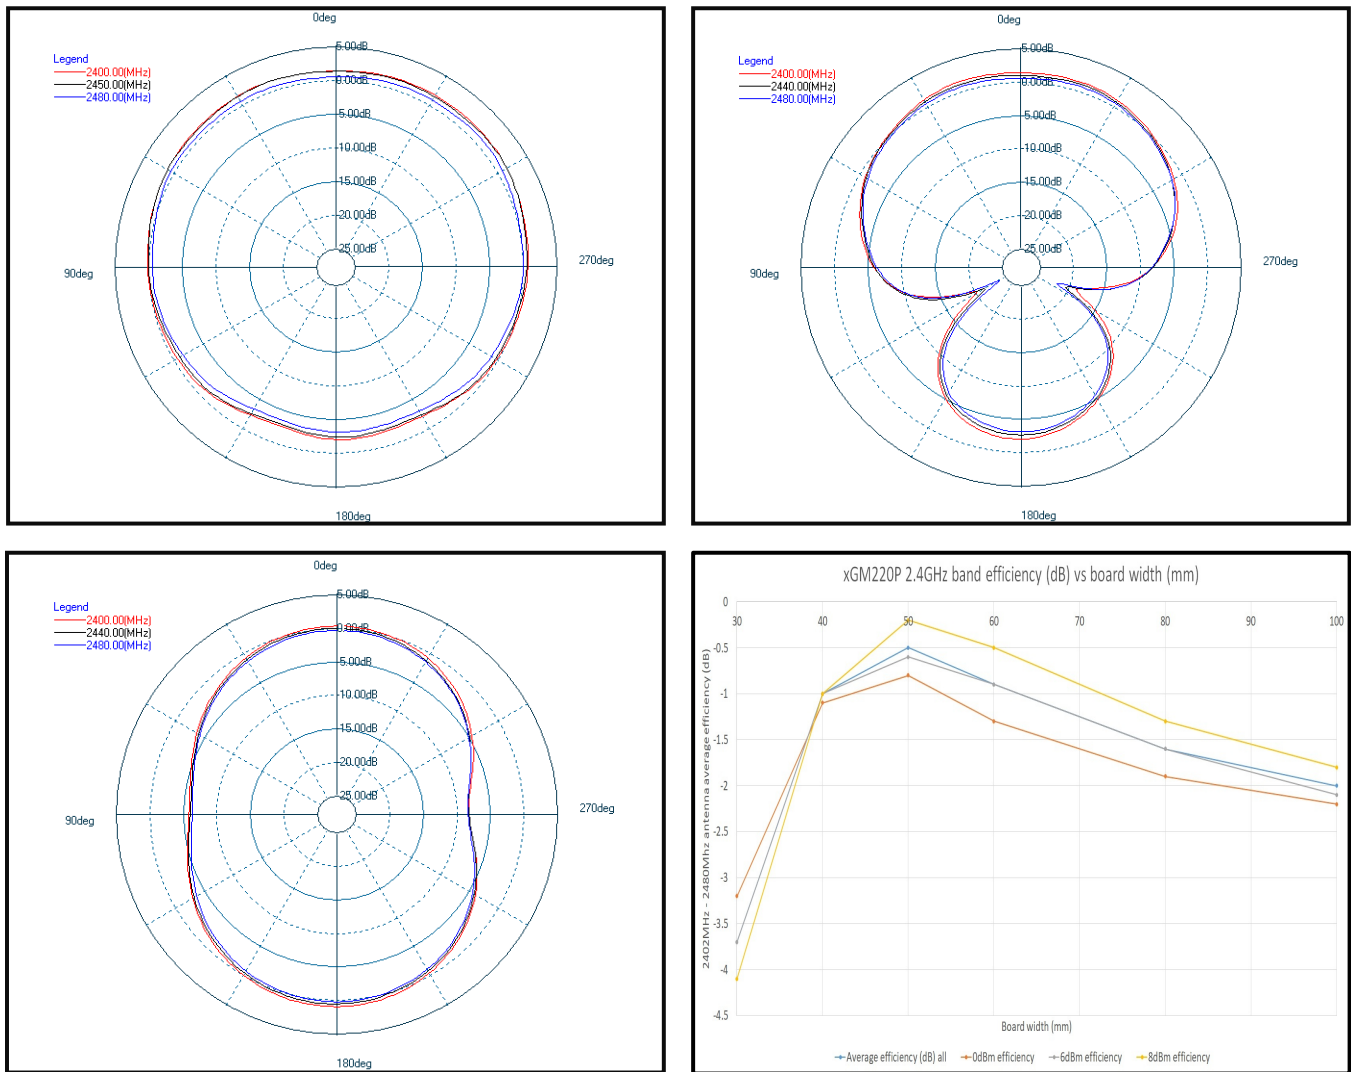 0deg
5.00dB
Legend
2400.00(MHz)
2450.00(MHz)
2480.00(MHz)
0.00dB
5.00dB
10.00dB
15.00dB
20.00dB
25.00dB
90deg
270deg
180deg
0deg
5.00dB
Legend
2400.00(MHz)
2440.00(MHz)
2480.00(MHz)
0.00dB
5.00dB
10.00dB
15.00dB
20.00dB
25.00dB
90deg
270deg
180deg
0deg
5.00dB
Legend
2400.00(MHz)
2440.00(MHz)
2480.00(MHz)
0.00dB
5.00dB
10.00dB
15.00dB
20.00dB
25.00dB
90deg
270deg
180deg
xGM220P 2.4GHz band efficiency (dB) vs board width (mm)
0
30 40 50 60 70 80 90 100
-0.5
-1
-1.5
-2
-2.5
-3
-3.5
-4
-4.5
2402MHz - 2480Mhz antenna average efficiency (dB)
Board width (mm)
Average efficiency (dB) all 0dBm efficiency 6dBm efficiency 8dBm efficiency